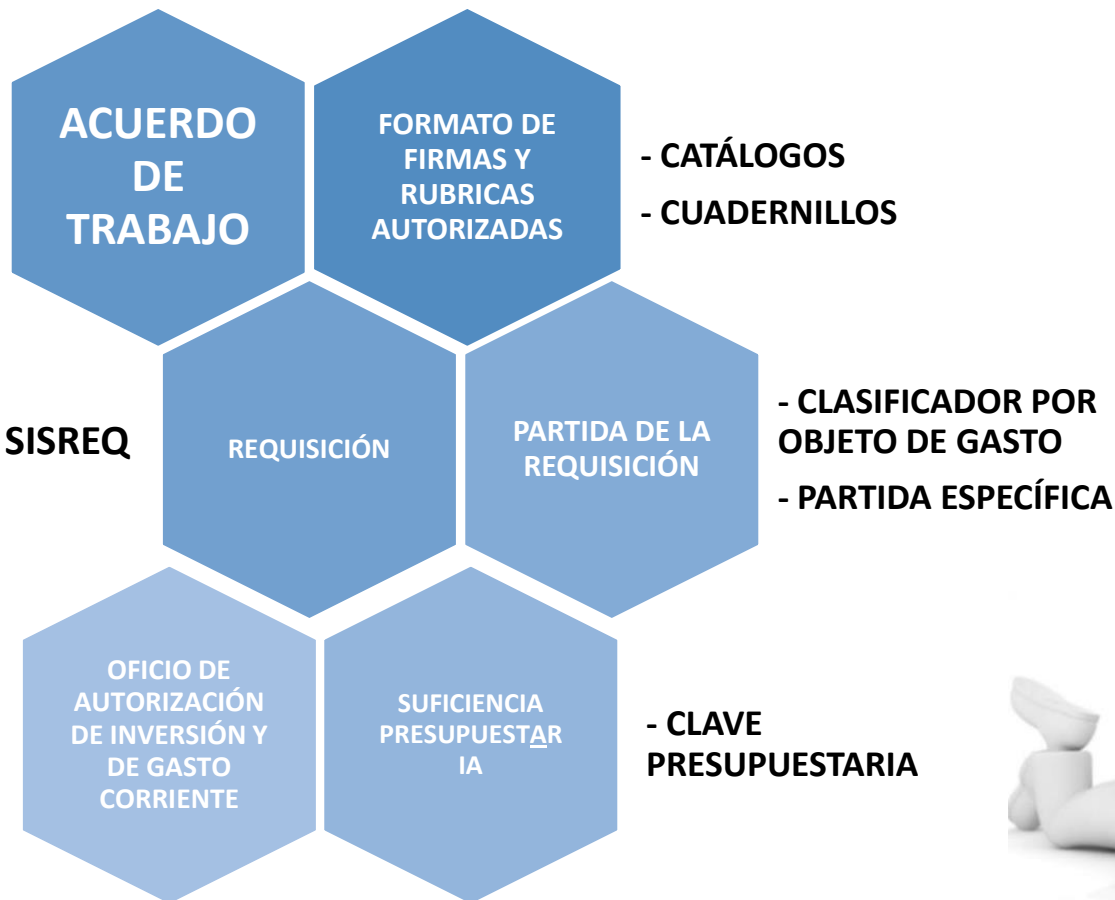 ACUERDO
DE
TRABAJO
FORMATO DE
FIRMAS Y
RUBRICAS
AUTORIZADAS
- CATÁLOGOS
- CUADERNILLOS
SISREQ
REQUISICIÓN
PARTIDA DE LA
REQUISICIÓN
- CLASIFICADOR POR
OBJETO DE GASTO
- PARTIDA ESPECÍFICA
OFICIO DE
AUTORIZACIÓN
DE INVERSIÓN Y
DE GASTO
CORRIENTE
SUFICIENCIA
PRESUPUESTAR
IA
- CLAVE
PRESUPUESTARIA